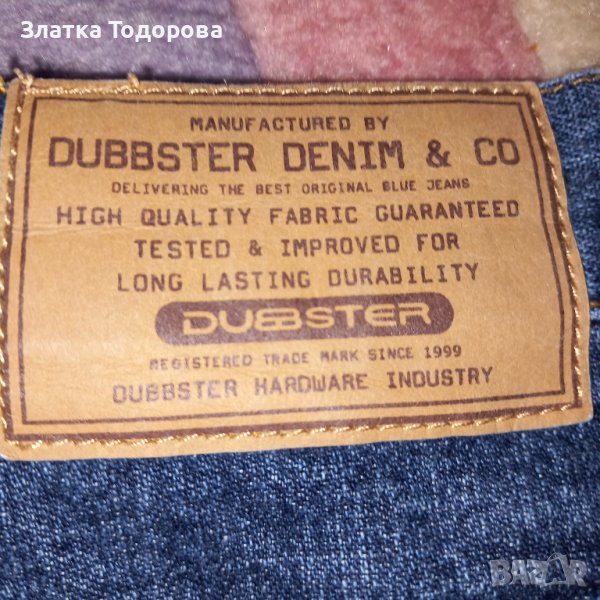 Златка Тодорова
MANUFACTURED BY
DUBBSTER DENIM & CO
DELIVERING THE BEST ORIGINAL BLUE JEANS
HIGH QUALITY FABRIC GUARANTEED
TESTED & IMPROVED FOR
LONG LASTING DURABILITY
DUBBSTER
REGISTERED TRADE MARK SINCE 1999
DUBBSTER HARDWARE INDUSTRY
BAZAR